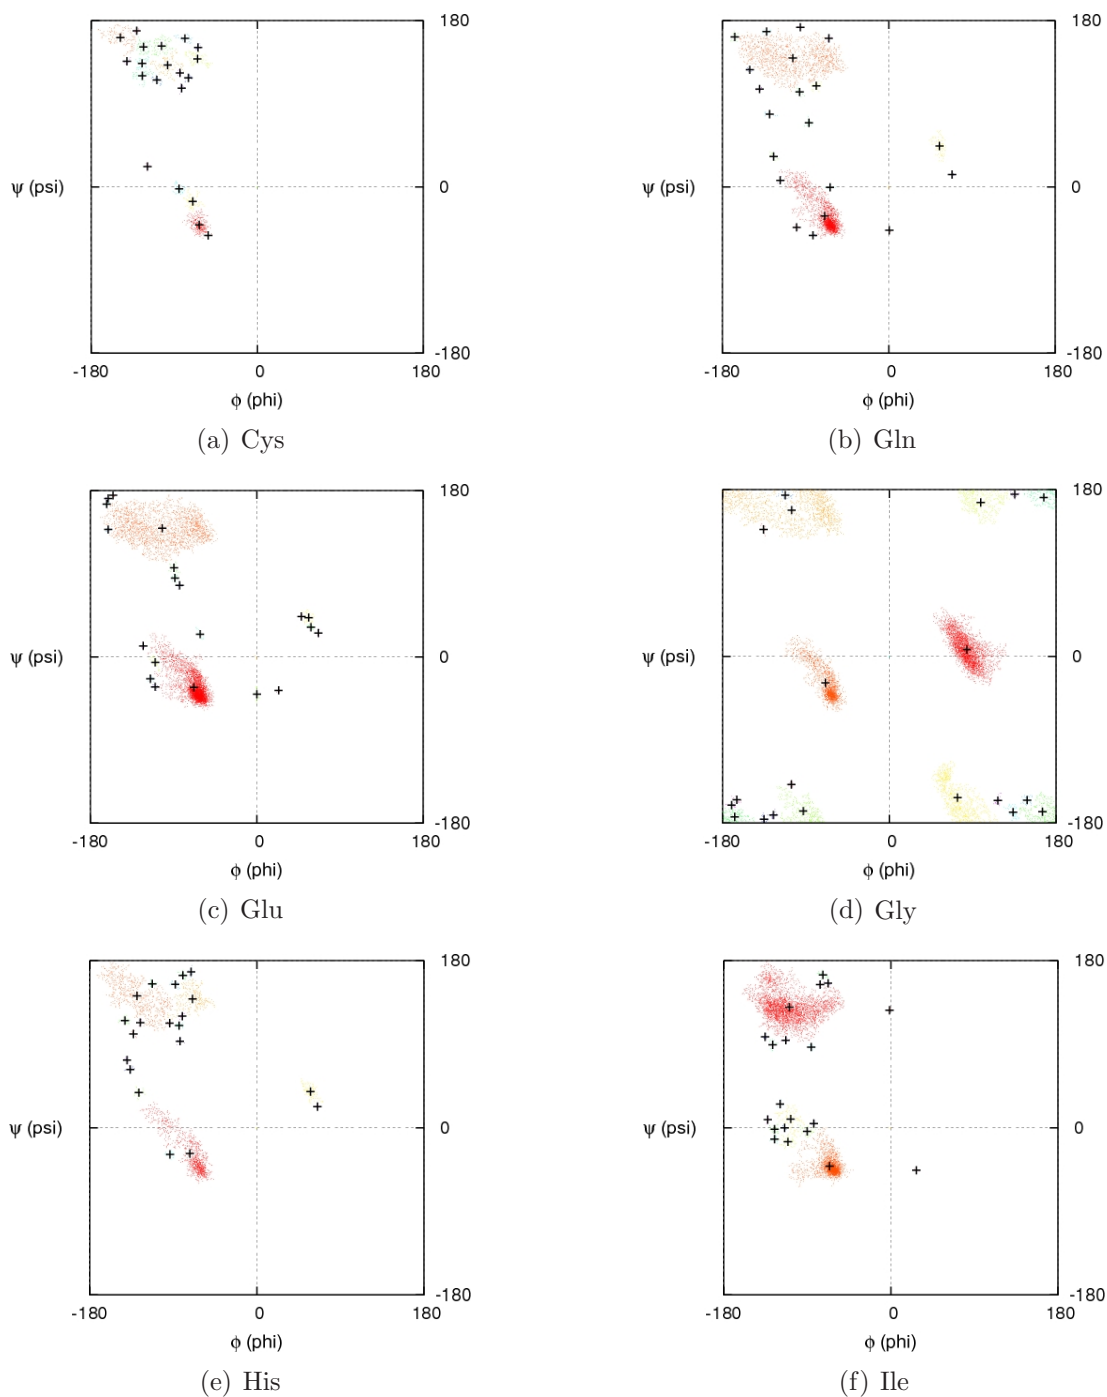 180
180
ψ (psi)
0
ψ (psi)
0
-180
-180
-180
0
180
-180
0
180
ϕ (phi)
ϕ (phi)
(a) Cys
(b) Gln
180
180
ψ (psi)
0
ψ (psi)
0
-180
-180
-180
0
180
-180
0
180
ϕ (phi)
ϕ (phi)
(c) Glu
(d) Gly
180
180
ψ (psi)
0
ψ (psi)
0
-180
-180
-180
0
180
-180
0
180
ϕ (phi)
ϕ (phi)
(e) His
(f) Ile